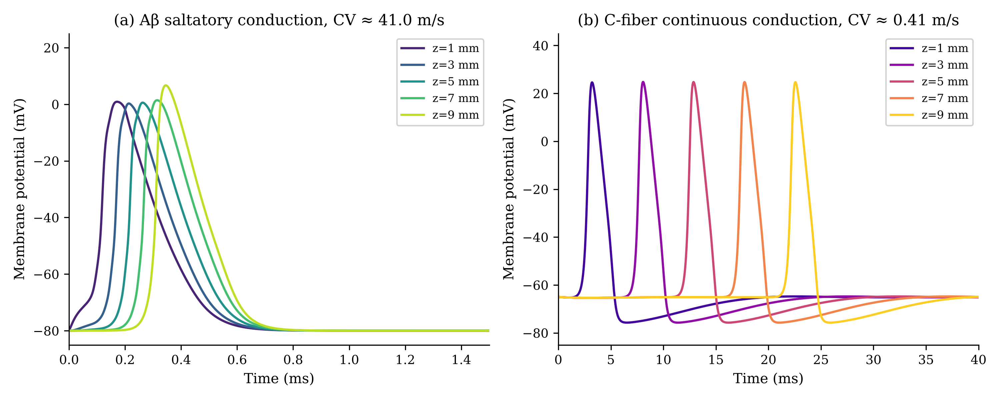 (a) Aβ saltatory conduction, CV ≈ 41.0 m/s
Membrane potential (mV)
20
0
−20
−40
−60
−80
z=1 mm
z=3 mm
z=5 mm
z=7 mm
z=9 mm
0.0 0.2 0.4 0.6 0.8 1.0 1.2 1.4
Time (ms)
(b) C-fiber continuous conduction, CV ≈ 0.41 m/s
Membrane potential (mV)
40
20
0
−20
−40
−60
−80
z=1 mm
z=3 mm
z=5 mm
z=7 mm
z=9 mm
0 5 10 15 20 25 30 35 40
Time (ms)